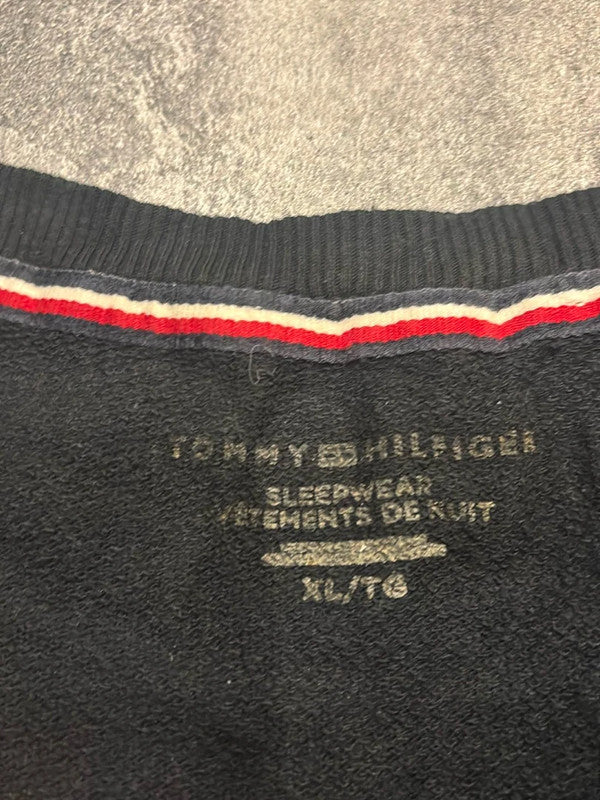 TOMMY HILFIGER
SLEEPWEAR
VÊTEMENTS DE NUIT
XL/TG